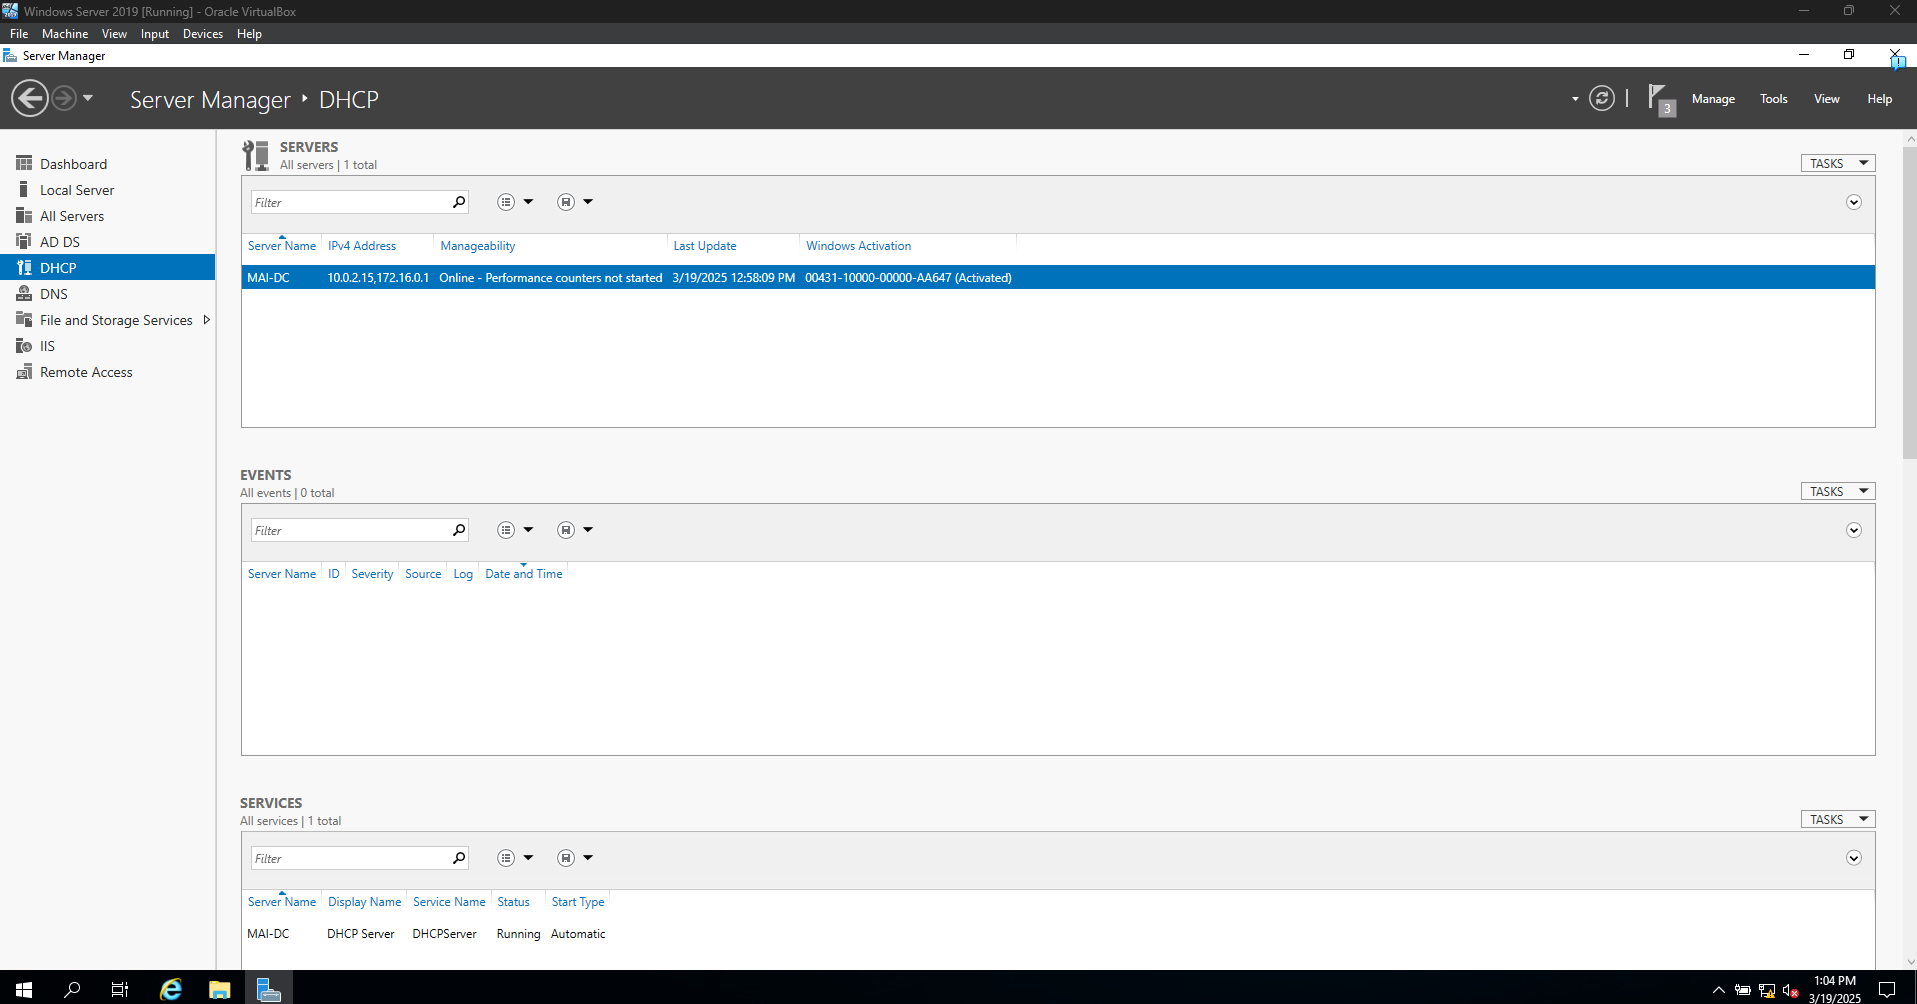 Windows Server 2019 [Running] - Oracle VirtualBox
File Machine View Input Devices Help
Server Manager
Server Manager DHCP
3 Manage Tools View Help
Dashboard
Local Server
All Servers
AD DS
DHCP
DNS
File and Storage Services
IIS
Remote Access
SERVERS
All servers | 1 total
TASKS
Filter
Server Name IPv4 Address Manageability Last Update Windows Activation
MAI-DC 10.0.2.15,172.16.0.1 Online - Performance counters not started 3/19/2025 12:58:09 PM 00431-10000-00000-AA647 (Activated)
EVENTS
All events | 0 total
TASKS
Filter
Server Name ID Severity Source Log Date and Time
SERVICES
All services | 1 total
TASKS
Filter
Server Name Display Name Service Name Status Start Type
MAI-DC DHCP Server DHCPServer Running Automatic
1:04 PM
3/19/2025